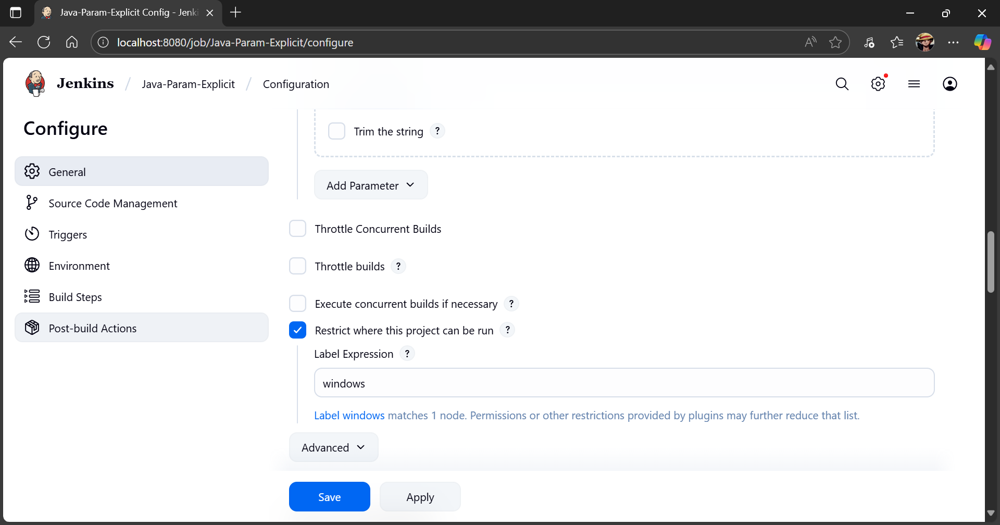 Java-Param-Explicit Config - Jenki
localhost:8080/job/Java-Param-Explicit/configure
Jenkins / Java-Param-Explicit / Configuration
Configure
General
Source Code Management
Triggers
Environment
Build Steps
Post-build Actions
Trim the string ?
Add Parameter
Throttle Concurrent Builds
Throttle builds ?
Execute concurrent builds if necessary ?
Restrict where this project can be run ?
Label Expression ?
windows
Label windows matches 1 node. Permissions or other restrictions provided by plugins may further reduce that list.
Advanced
Save
Apply